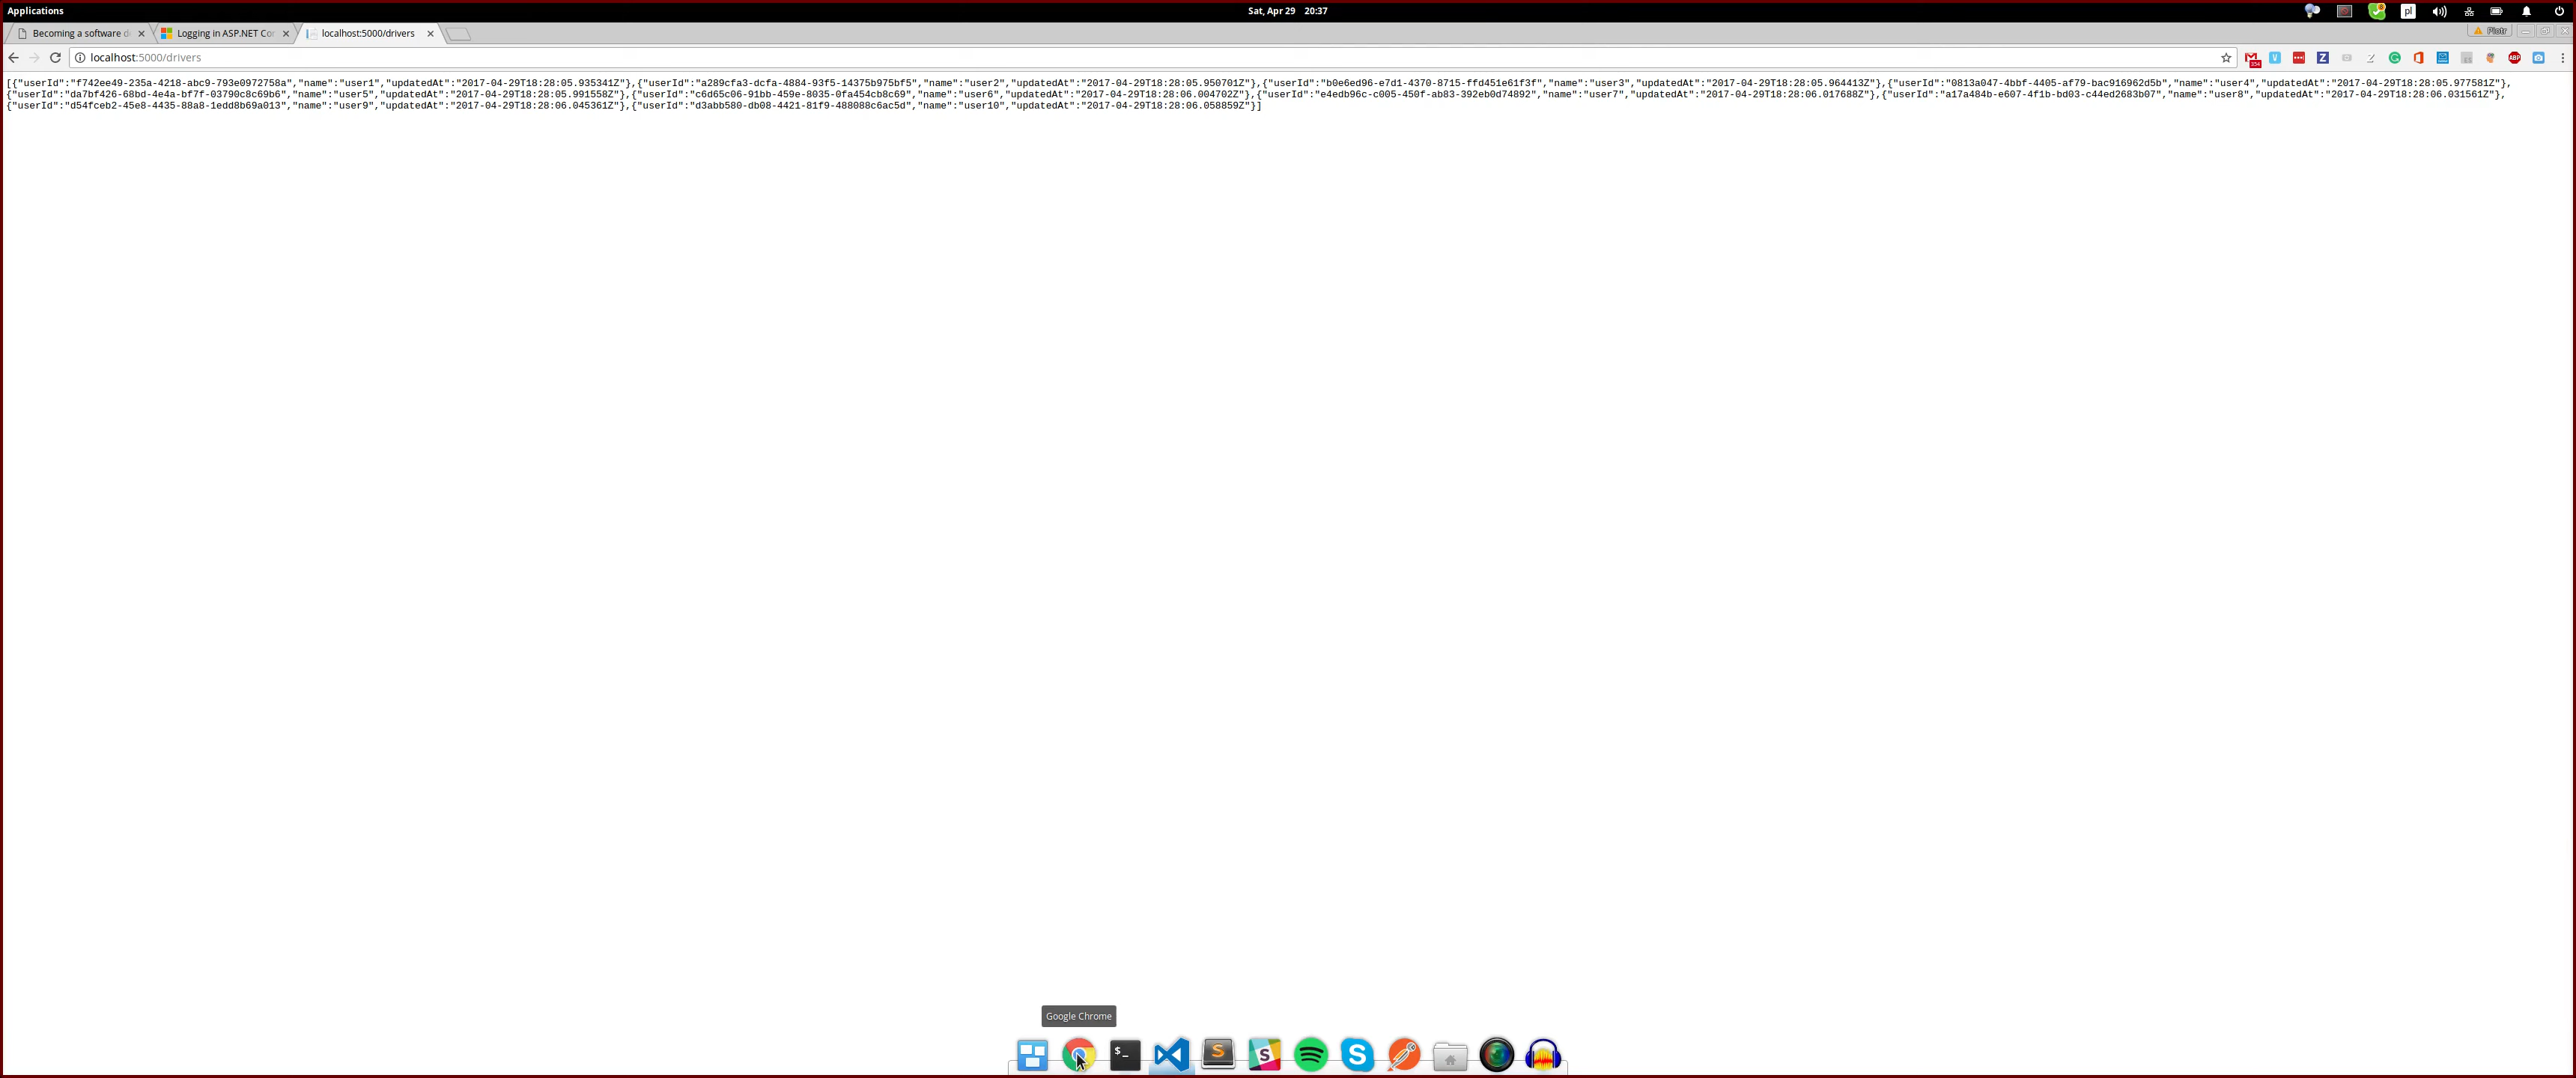 Applications
Sat, Apr 29 20:37
pl
Becoming a software d
Logging in ASP.NET Cor
localhost:5000/drivers
Piotr
localhost:5000/drivers
[{"userId":"f742ee49-235a-4218-abc9-793e0972758a","name":"user1","updatedAt":"2017-04-29T18:28:05.935341Z"},{"userId":"a289cfa3-dcfa-4884-93f5-14375b975bf5","name":"user2","updatedAt":"2017-04-29T18:28:05.950701Z"},{"userId":"b0e6ed96-e7d1-4370-8715-ffd451e61f3f","name":"user3","updatedAt":"2017-04-29T18:28:05.964413Z"},{"userId":"0813a047-4bbf-4405-af79-bac916962d5b","name":"user4","updatedAt":"2017-04-29T18:28:05.977581Z"},
{"userId":"da7bf426-68bd-4e4a-bf7f-03790c8c69b6","name":"user5","updatedAt":"2017-04-29T18:28:05.991558Z"},{"userId":"c6d65c06-91bb-459e-8035-0fa454cb8c69","name":"user6","updatedAt":"2017-04-29T18:28:06.004702Z"},{"userId":"e4edb96c-c005-450f-ab83-392eb0d74892","name":"user7","updatedAt":"2017-04-29T18:28:06.017688Z"},{"userId":"a17a484b-e607-4f1b-bd03-c44ed2683b07","name":"user8","updatedAt":"2017-04-29T18:28:06.031561Z"},
{"userId":"d54fceb2-45e8-4435-88a8-1edd8b69a013","name":"user9","updatedAt":"2017-04-29T18:28:06.045361Z"},{"userId":"d3abb580-db08-4421-81f9-488088c6ac5d","name":"user10","updatedAt":"2017-04-29T18:28:06.058859Z"}]
Google Chrome